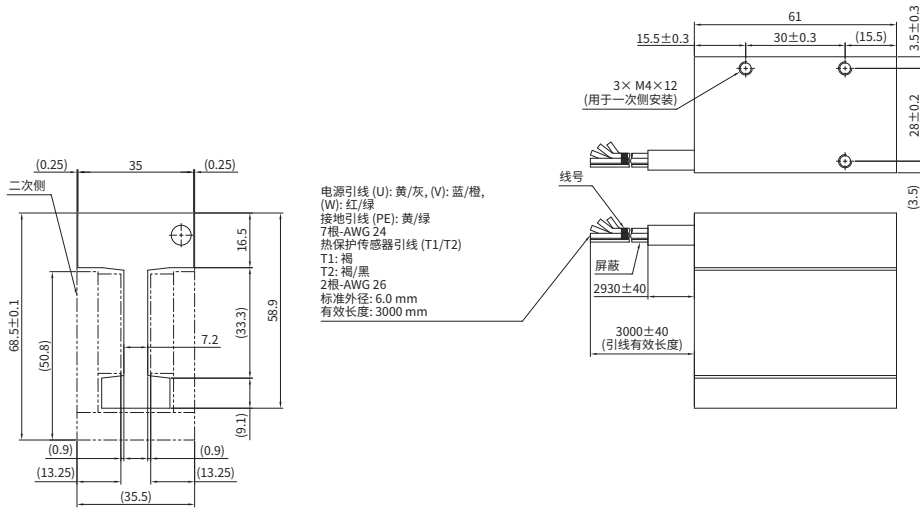 61
15.5±0.3
30±0.3
(15.5)
3.5±0.3
3× M4×12
(用于一次侧安装)
28±0.2
(3.5)
(0.25)
35
(0.25)
二次侧
16.5
68.5±0.1
(50.8)
7.2
(33.3)
58.9
(9.1)
(0.9)
(0.9)
(13.25)
(13.25)
(35.5)
电源引线 (U): 黄/灰, (V): 蓝/橙,
(W): 红/绿
接地引线 (PE): 黄/绿
7根-AWG 24
热保护传感器引线 (T1/T2)
T1: 褐
T2: 褐/黑
2根-AWG 26
标准外径: 6.0 mm
有效长度: 3000 mm
线号
屏蔽
2930±40
3000±40
(引线有效长度)